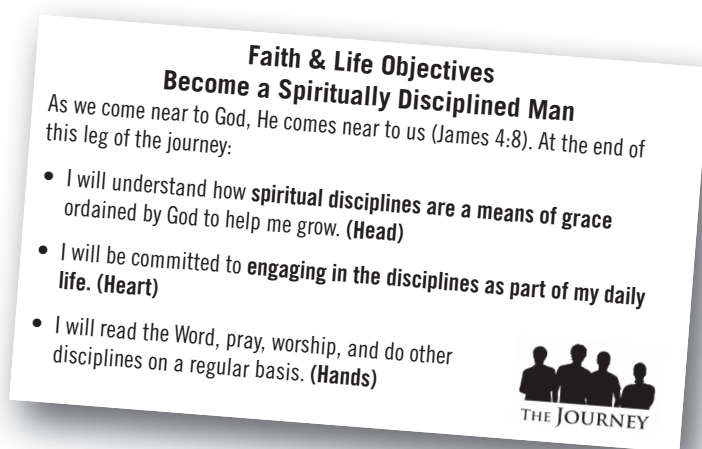 Faith & Life Objectives
Become a Spiritually Disciplined Man
As we come near to God, He comes near to us (James 4:8). At the end of
this leg of the journey:
• I will understand how spiritual disciplines are a means of grace
ordained by God to help me grow. (Head)
• I will be committed to engaging in the disciplines as part of my daily
life. (Heart)
• I will read the Word, pray, worship, and do other
disciplines on a regular basis. (Hands)
THE JOURNEY